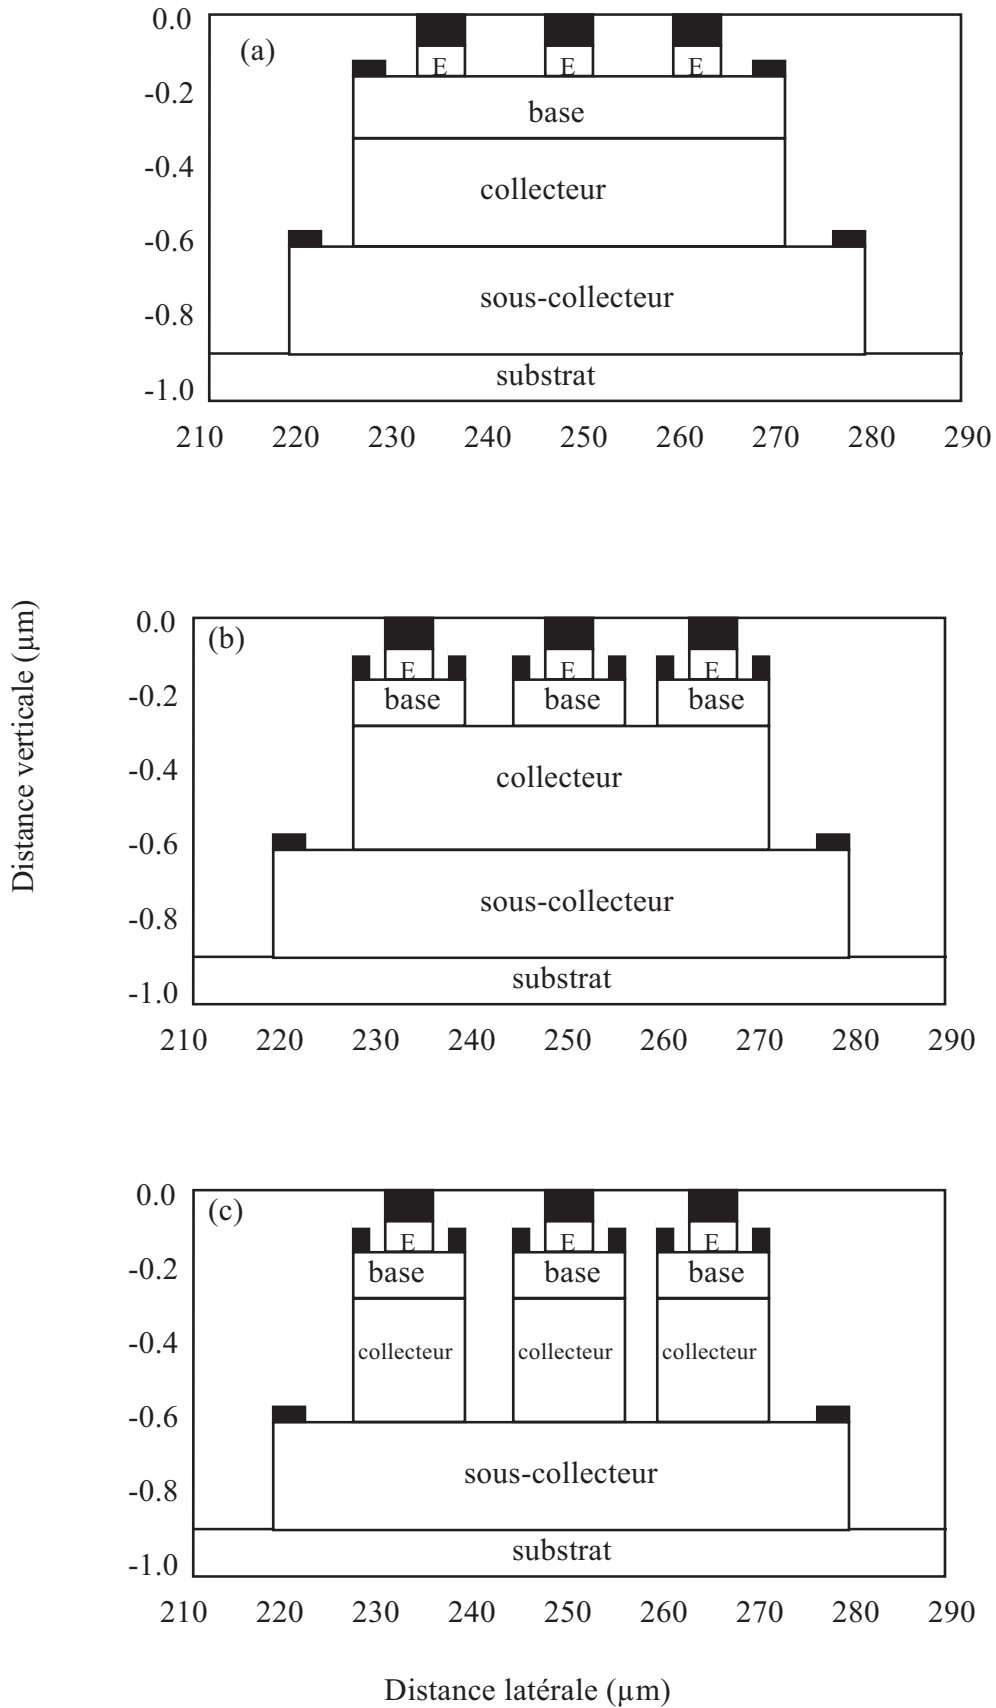 0.0
(a)
E E E
-0.2
base
-0.4
collecteur
-0.6
sous-collecteur
-0.8
substrat
-1.0
210 220 230 240 250 260 270 280 290
Distance verticale (µm)
0.0
(b)
E E E
-0.2
base base base
-0.4
collecteur
-0.6
sous-collecteur
-0.8
substrat
-1.0
210 220 230 240 250 260 270 280 290
0.0
(c)
E E E
-0.2
base base base
-0.4
collecteur collecteur collecteur
-0.6
sous-collecteur
-0.8
substrat
-1.0
210 220 230 240 250 260 270 280 290
Distance latérale (µm)